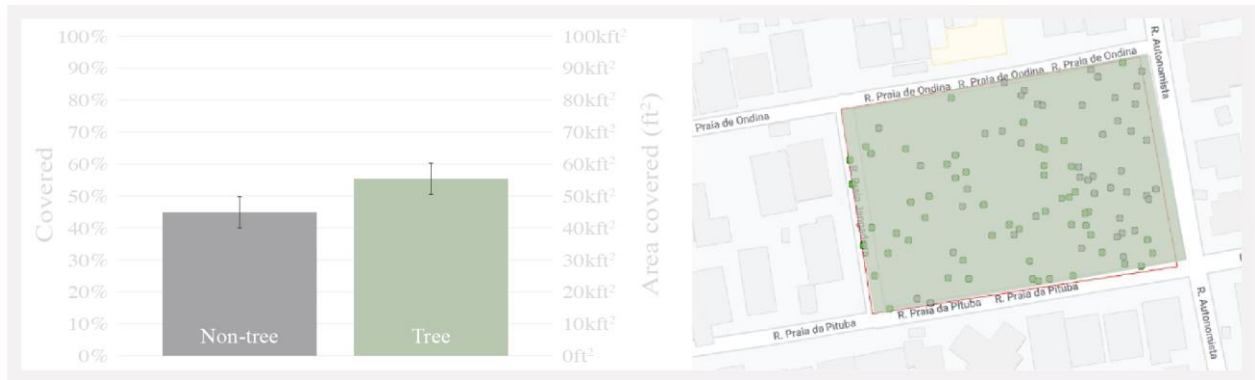 100%
90%
80%
70%
60%
50%
40%
30%
20%
10%
0%
Covered
Non-tree
Tree
100kft²
90kft²
80kft²
70kft²
60kft²
50kft²
40kft²
30kft²
20kft²
10kft²
0ft²
Area covered (ft²)
R. Praia de Ondina
R. Praia de Ondina
R. Praia de Ondina
Praia de Ondina
R. Autonomista
R. Praia da Pituba
R. Praia da Pituba
R. Praia da Pituba
R. Autonomista